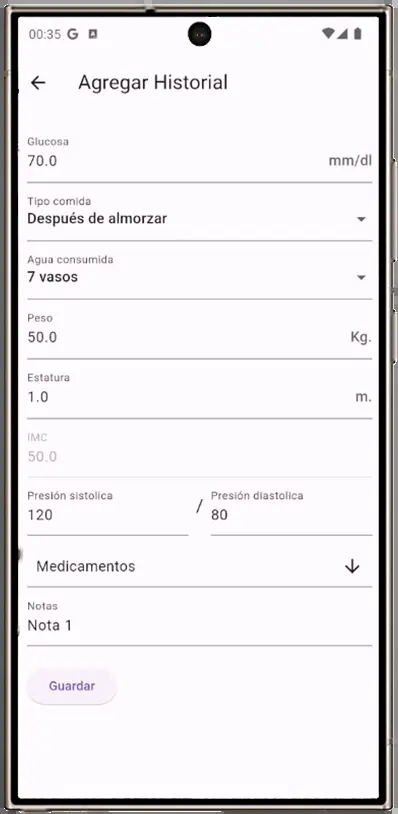 00:35 G A
Agregar Historial
Glucosa
70.0 mm/dl
Tipo comida
Después de almorzar
Agua consumida
7 vasos
Peso
50.0 Kg.
Estatura
1.0 m.
IMC
50.0
Presión sistolica / Presión diastolica
120 80
Medicamentos
Notas
Nota 1
Guardar